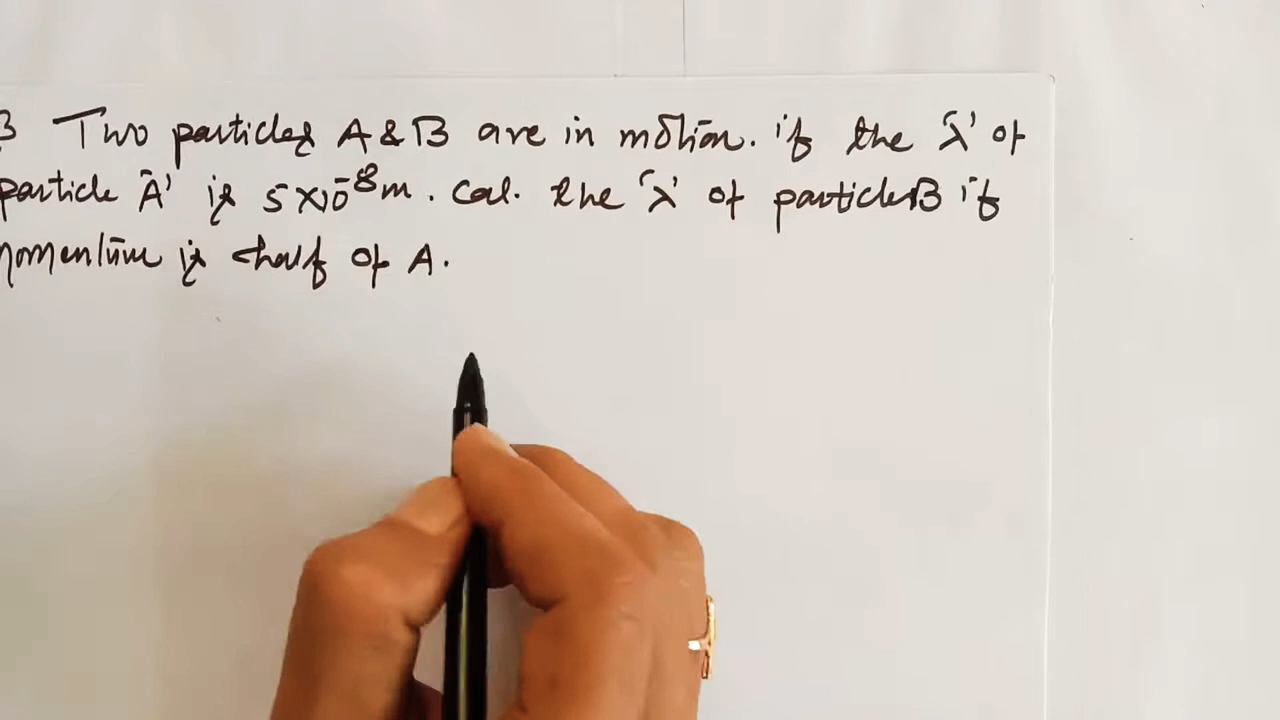 Two particles A & B are in motion. if the 'λ' of
particle 'A' is 5×10⁻⁸m. Cal. the 'λ' of particles B if
momentum is half of A.